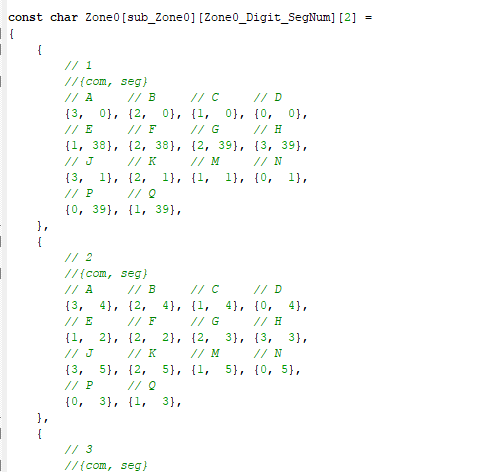 const char Zone0[sub_Zone0][Zone0_Digit_SegNum][2] =
{
    {
        // 1
        //{com, seg}
        // A     // B     // C     // D
        {3,  0}, {2,  0}, {1,  0}, {0,  0},
        // E     // F     // G     // H
        {1, 38}, {2, 38}, {2, 39}, {3, 39},
        // J     // K     // M     // N
        {3,  1}, {2,  1}, {1,  1}, {0,  1},
        // P     // Q
        {0, 39}, {1, 39},
    },
    {
        // 2
        //{com, seg}
        // A     // B     // C     // D
        {3,  4}, {2,  4}, {1,  4}, {0,  4},
        // E     // F     // G     // H
        {1,  2}, {2,  2}, {2,  3}, {3,  3},
        // J     // K     // M     // N
        {3,  5}, {2,  5}, {1,  5}, {0, 5},
        // P     // Q
        {0,  3}, {1,  3},
    },
    {
        // 3
        //{com, seg}